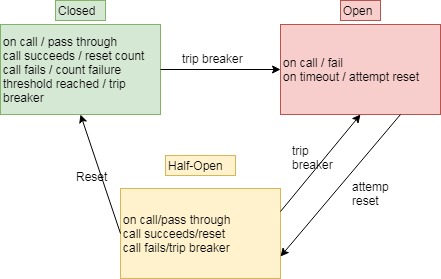 Closed
Open
on call / pass through
call succeeds / reset count
call fails / count failure
threshold reached / trip
breaker
trip breaker
on call / fail
on timeout / attempt reset
trip
breaker
Half-Open
Reset
attemp
reset
on call/pass through
call succeeds/reset
call fails/trip breaker